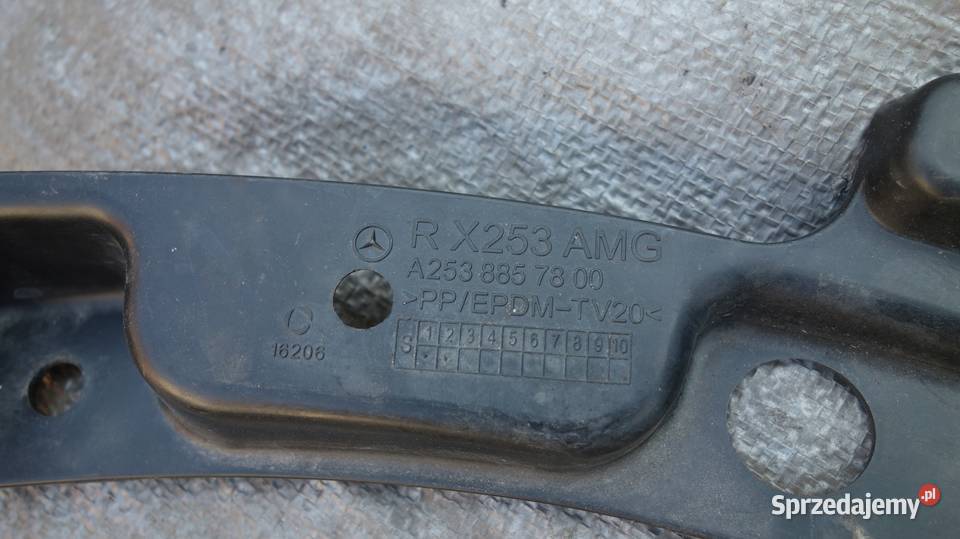 R X253 AMG
A253 885 78 00
>PP/EPDM-TV20<
S 1 2 3 4 5 6 7 8 9 10
16206
Sprzedajemy .pl